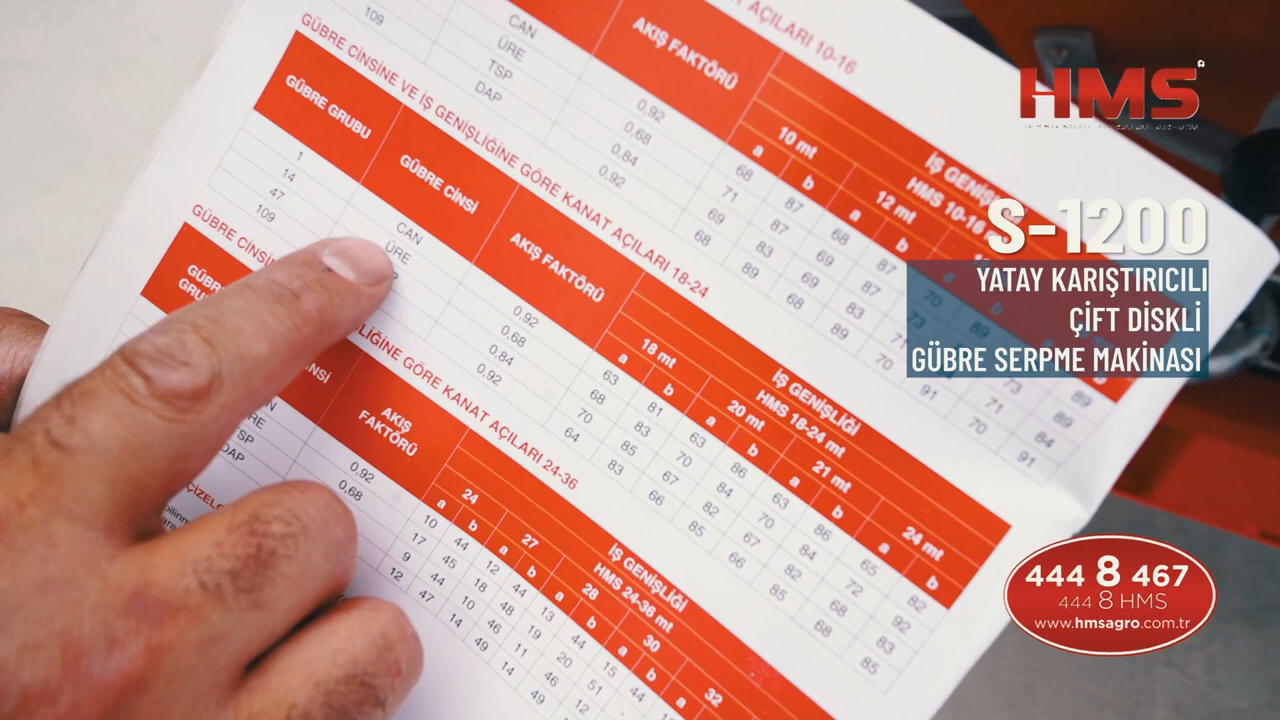 AÇILARI 10-16
109
CAN
ÜRE
TSP
DAP
AKIŞ FAKTÖRÜ
0,92
0,68
0,84
0,92
İŞ GENİŞLİĞİ
HMS 10-16 mt
10 mt
12 mt
a b a b
68 87 68 87
71 87 69 87
69 83 68 83
68 89 70 89
GÜBRE CİNSİNE VE İŞ GENİŞLİĞİNE GÖRE KANAT AÇILARI 18-24
GÜBRE GRUBU
GÜBRE CİNSİ
AKIŞ FAKTÖRÜ
İŞ GENİŞLİĞİ
HMS 18-24 mt
18 mt
20 mt
21 mt
24 mt
a b a b a b a b
1 CAN 0,92 63 81 63 86 63 86 65 82
14 ÜRE 0,68 68 83 70 84 70 84 72 92
47 0,84 70 85 67 82 67 82 68 83
109 0,92 64 83 66 85 66 85 68 85
GÜBRE CİNSİ
GÖRE KANAT AÇILARI 24-36
AKIŞ
FAKTÖRÜ
İŞ GENİŞLİĞİ
HMS 24-36 mt
24
27
28
30
32
a b a b a b a b a
0,92 10 44 12 44 13 44 15 44
0,68 17 45 18 48 19 20 51
9 44 10 46 11 46 12
12 47 14 49 14 49
DAP
HMS
S-1200
YATAY KARIŞTIRICILI
ÇİFT DİSKLİ
GÜBRE SERPME MAKİNASI
444 8 467
444 8 HMS
www.hmsagro.com.tr